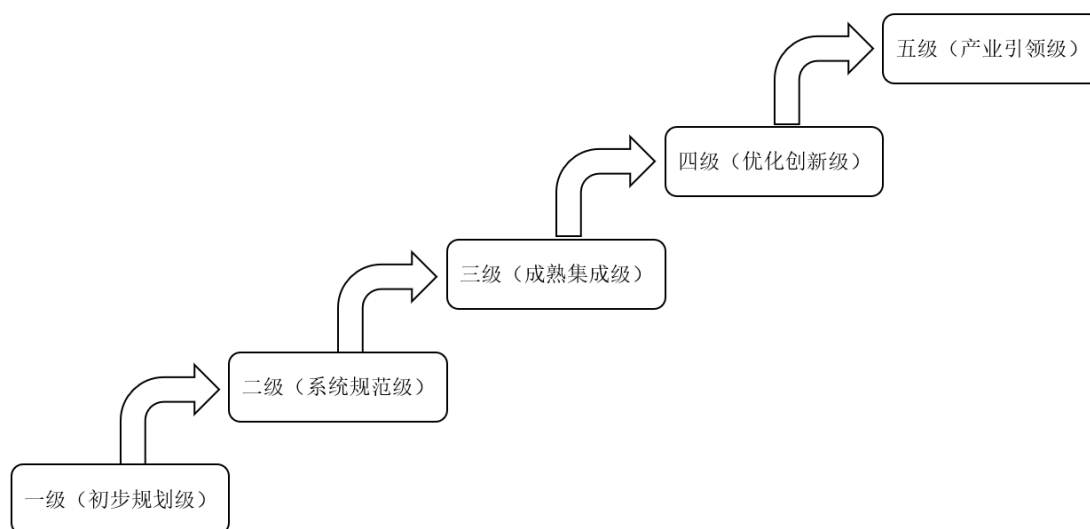 五级（产业引领级）
四级（优化创新级）
三级（成熟集成级）
二级（系统规范级）
一级（初步规划级）